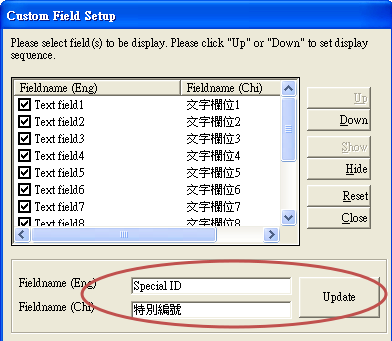 Custom Field Setup
Please select field(s) to be display. Please click "Up" or "Down" to set display
sequence.
Fieldname (Eng) Fieldname (Chi)
Text field1 文字欄位1
Text field2 文字欄位2
Text field3 文字欄位3
Text field4 文字欄位4
Text field5 文字欄位5
Text field6 文字欄位6
Text field7 文字欄位7
Text field8 文字欄位8
Up
Down
Show
Hide
Reset
Close
Fieldname (Eng) Special ID
Fieldname (Chi) 特別編號
Update